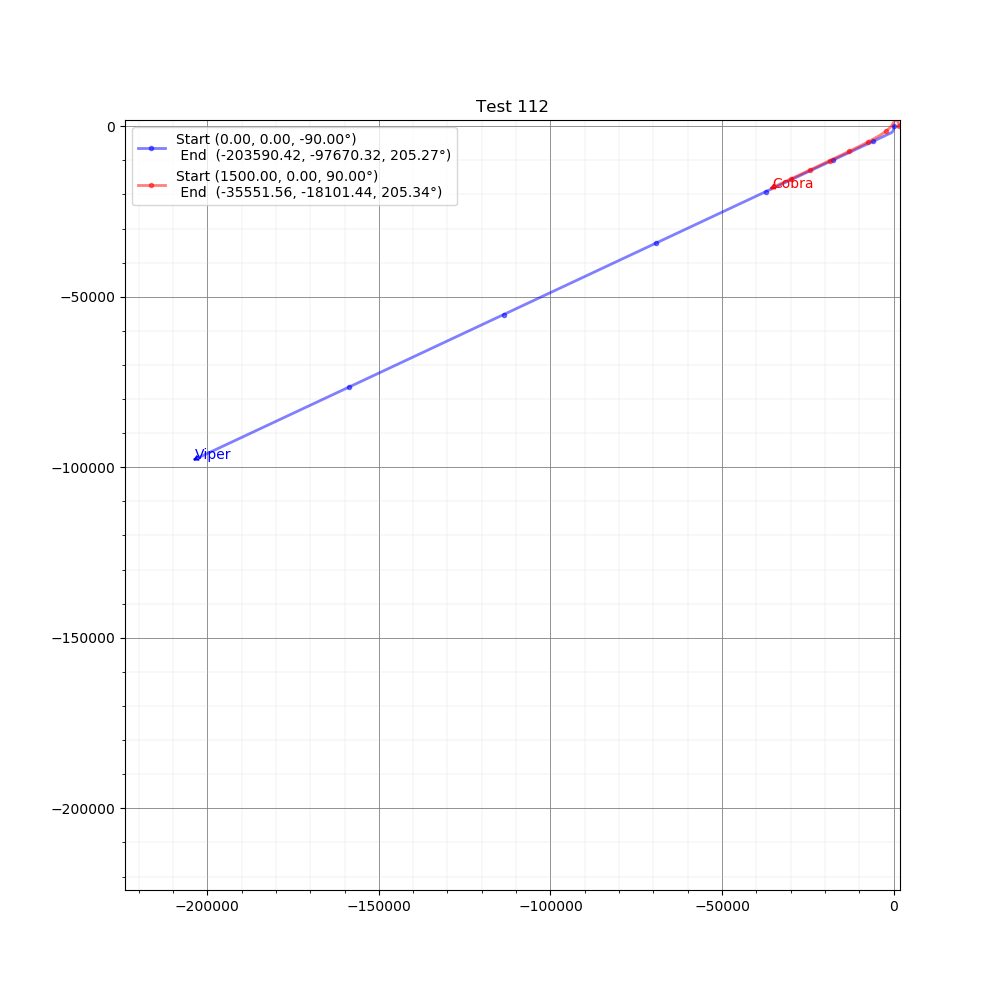 Test 112
Start (0.00, 0.00, -90.00°)
End (-203590.42, -97670.32, 205.27°)
Start (1500.00, 0.00, 90.00°)
End (-35551.56, -18101.44, 205.34°)
0
−50000
−100000
−150000
−200000
Cobra
Viper
−200000
−150000
−100000
−50000
0